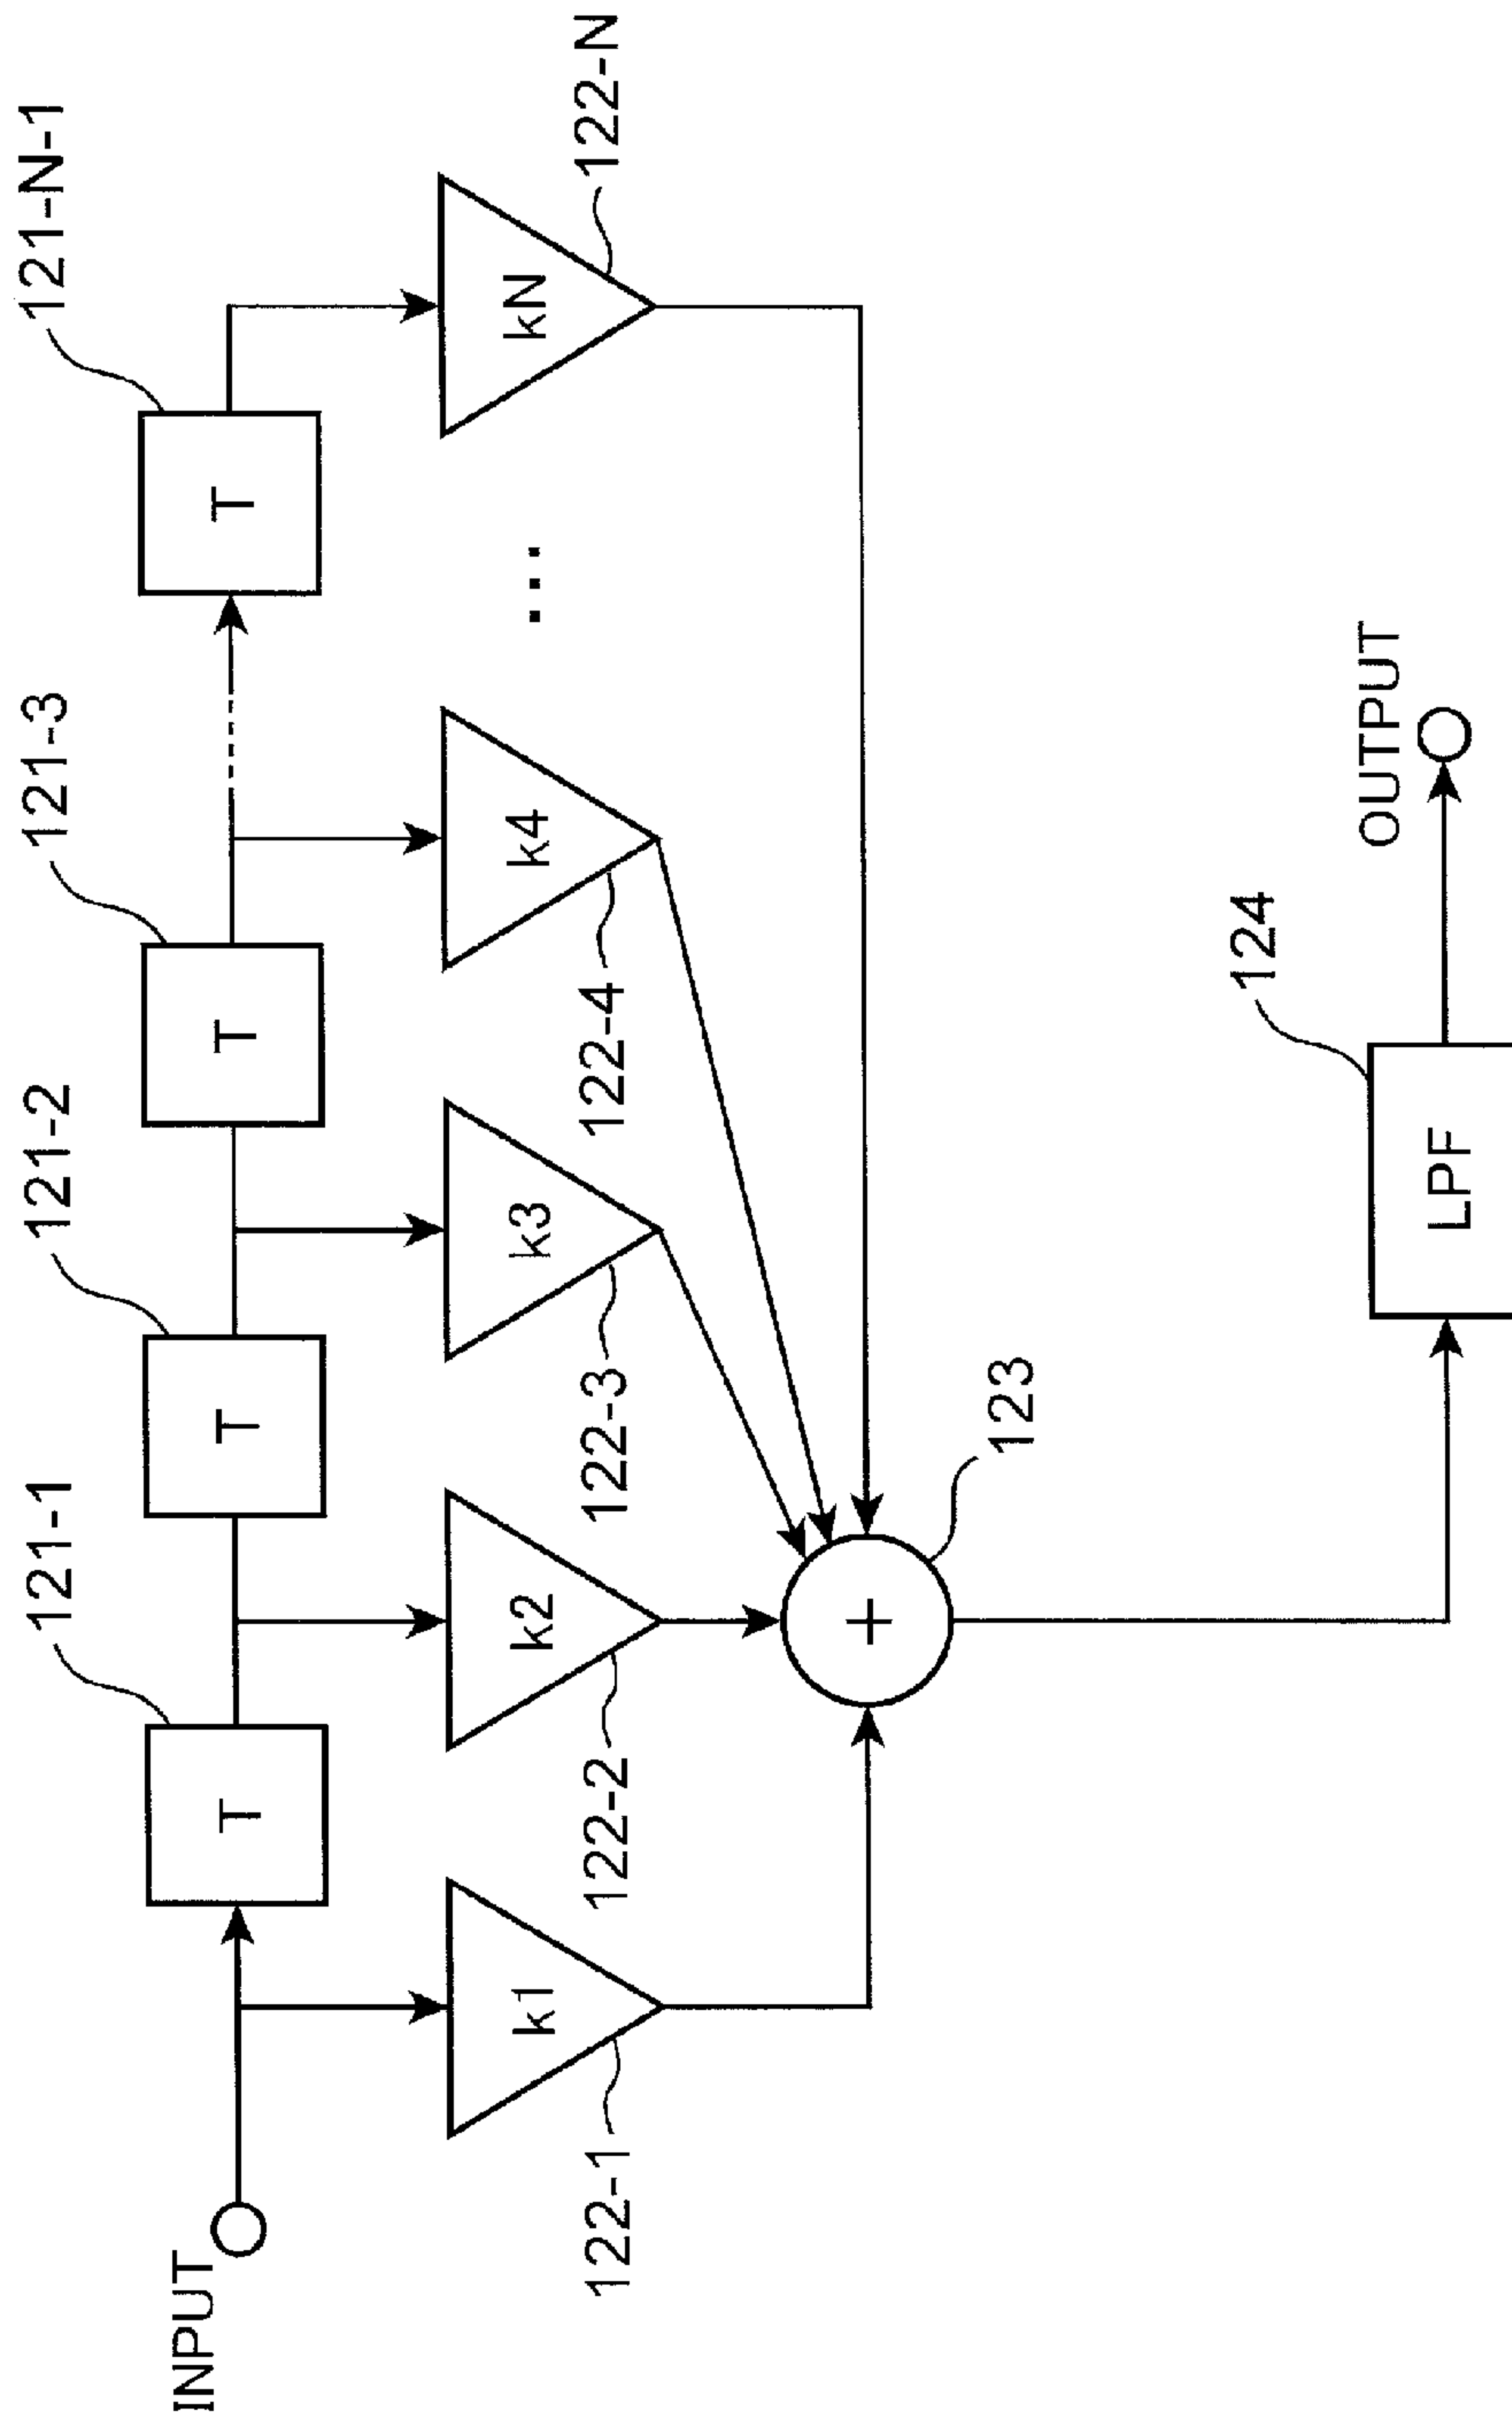 121-1
121-2
121-3
121-N-1
INPUT
T
T
T
T
k1
k2
k3
k4
...
kN
122-1
122-2
122-3
122-4
122-N
+
123
124
LPF
OUTPUT